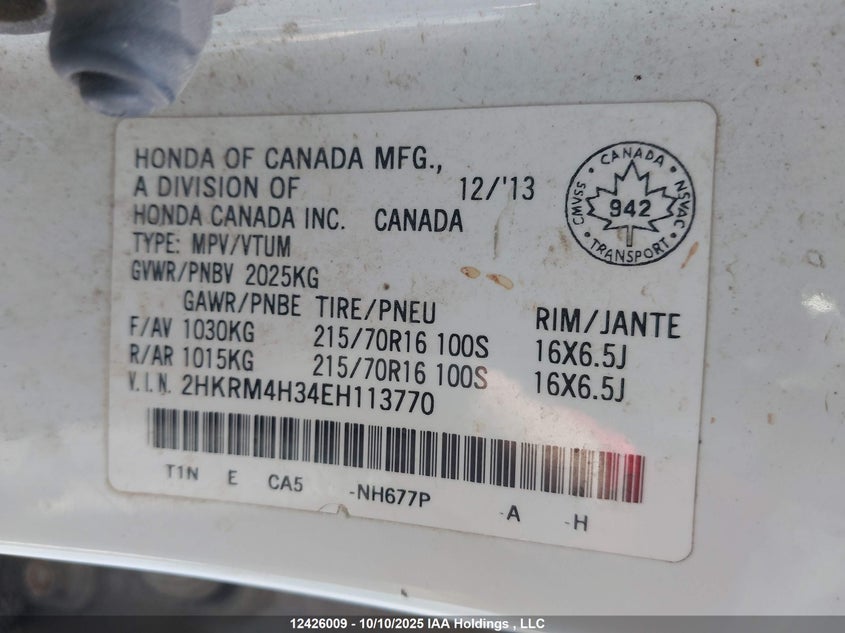 HONDA OF CANADA MFG.,
A DIVISION OF 12/'13
HONDA CANADA INC. CANADA
TYPE: MPV/VTUM
GVWR/PNBV 2025KG
GAWR/PNBE TIRE/PNEU RIM/JANTE
F/AV 1030KG 215/70R16 100S 16X6.5J
R/AR 1015KG 215/70R16 100S 16X6.5J
V.I.N. 2HKRM4H34EH113770
T1N E CA5 -NH677P -A -H
CANADA
CMVSS 942 NSVAC
TRANSPORT
12426009 - 10/10/2025 IAA Holdings , LLC